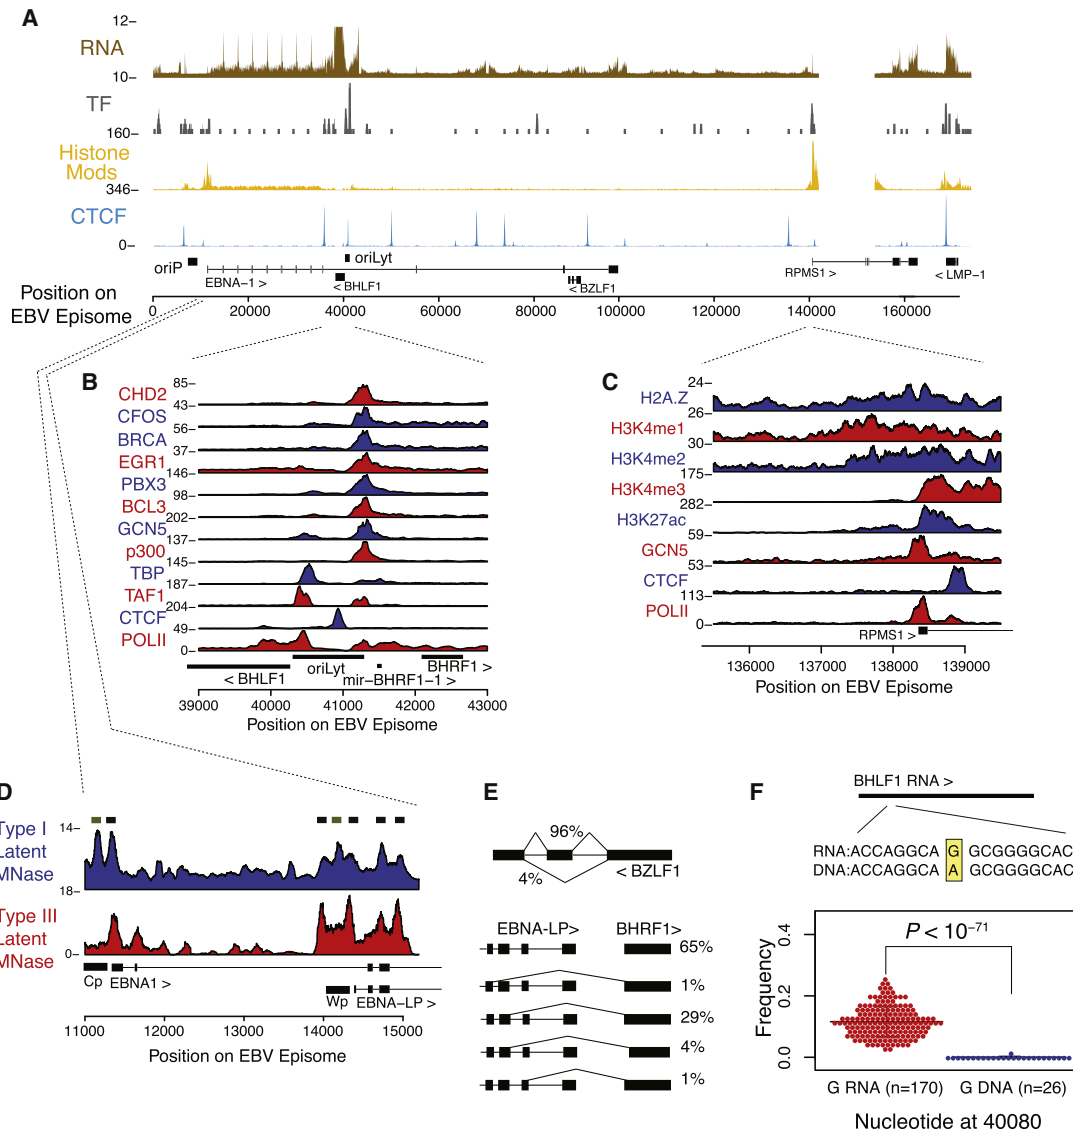 A
12–
RNA
10–
TF
160–
Histone
Mods
346–
CTCF
0–
oriP
oriLyt
EBNA–1 >
< BHLF1
< BZLF1
RPMS1 >
< LMP–1
Position on
EBV Episome
0 20000 40000 60000 80000 100000 120000 140000 160000
B
85–
CHD2
43–
CFOS
56–
BRCA
37–
EGR1
146–
PBX3
98–
BCL3
202–
GCN5
137–
p300
145–
TBP
187–
TAF1
204–
CTCF
49–
POLII
0–
oriLyt
BHRF1 >
< BHLF1
mir–BHRF1–1 >
39000 40000 41000 42000 43000
Position on EBV Episome
C
24–
H2A.Z
26–
H3K4me1
30–
H3K4me2
175–
H3K4me3
282–
H3K27ac
59–
GCN5
53–
CTCF
113–
POLII
0–
RPMS1 >
136000 137000 138000 139000
Position on EBV Episome
D
Type I
Latent
MNase
14–
18–
Type III
Latent
MNase
0–
Cp
EBNA1 >
Wp
EBNA–LP >
11000 12000 13000 14000 15000
Position on EBV Episome
E
96%
4%
< BZLF1
EBNA-LP> BHRF1>
65%
1%
29%
4%
1%
F
BHLF1 RNA >
RNA:ACCAGGCA G GCGGGGCAC
DNA:ACCAGGCA A GCGGGGCAC
P < 10–71
Frequency
0.4
0.2
0.0
G RNA (n=170) G DNA (n=26)
Nucleotide at 40080